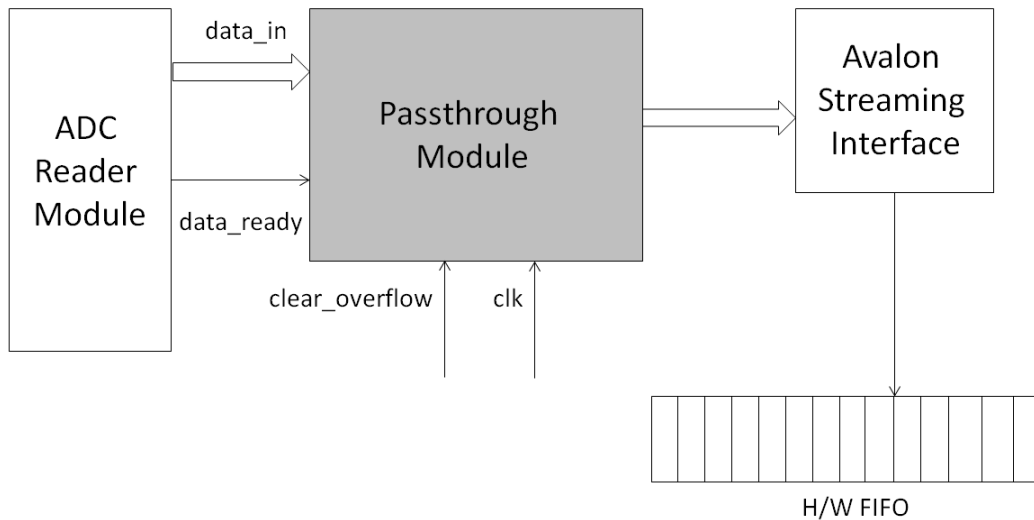 data_in
ADC
Reader
Module
data_ready
Passthrough
Module
clear_overflow
clk
Avalon
Streaming
Interface
H/W FIFO